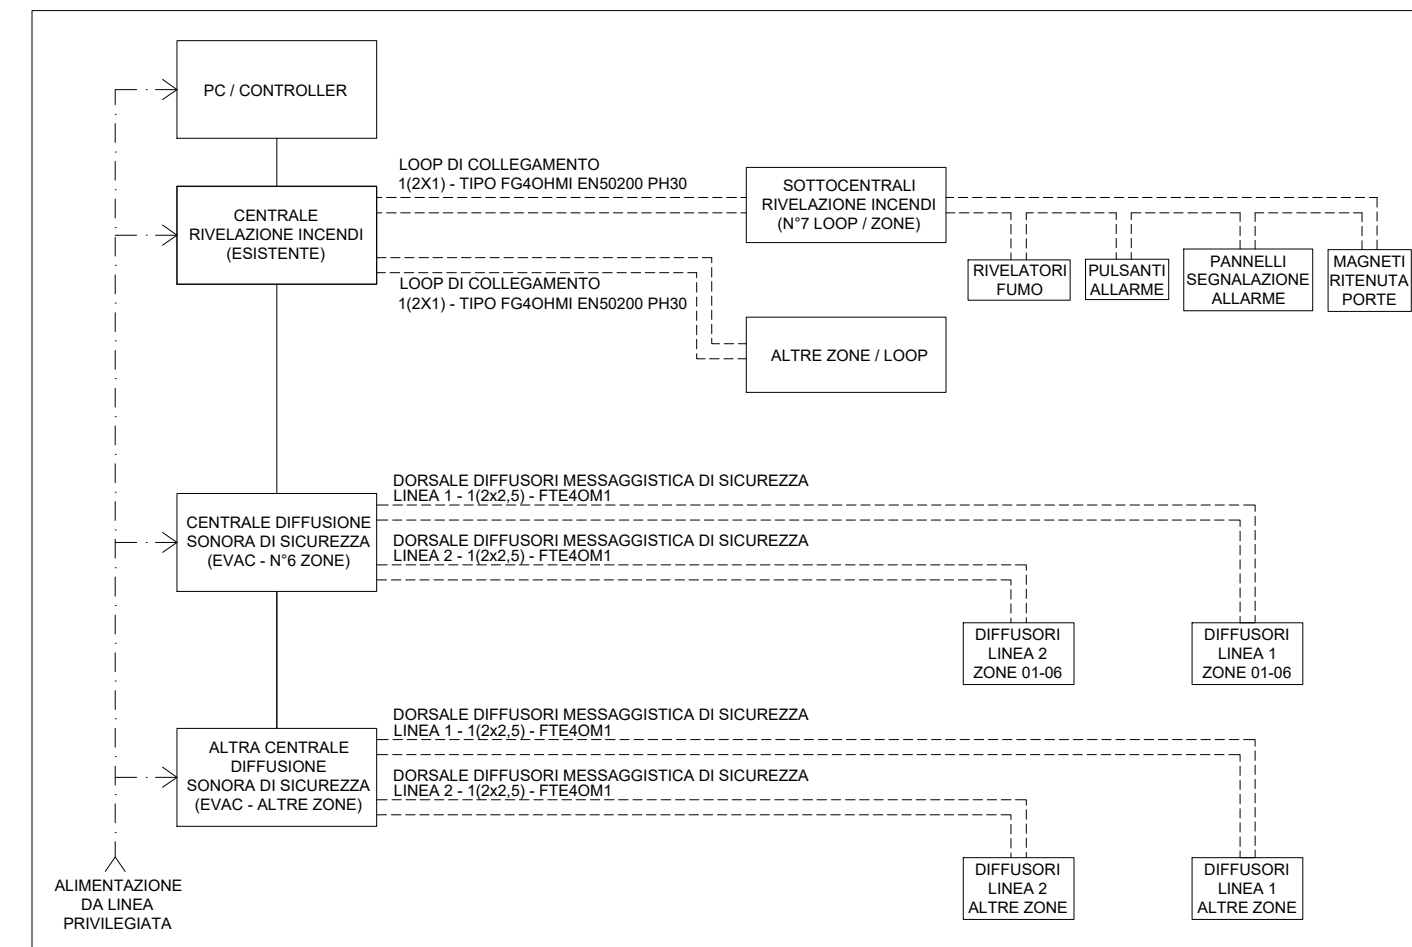 PC / CONTROLLER
LOOP DI COLLEGAMENTO
1(2X1) - TIPO FG4OHMI EN50200 PH30
CENTRALE
RIVELAZIONE INCENDI
(ESISTENTE)
SOTTOCENTRALI
RIVELAZIONE INCENDI
(N°7 LOOP / ZONE)
RIVELATORI
FUMO
PULSANTI
ALLARME
PANNELLI
SEGNALAZIONE
ALLARME
MAGNETI
RITENUTA
PORTE
LOOP DI COLLEGAMENTO
1(2X1) - TIPO FG4OHMI EN50200 PH30
ALTRE ZONE / LOOP
DORSALE DIFFUSORI MESSAGGISTICA DI SICUREZZA
LINEA 1 - 1(2x2,5) - FTE4OM1
CENTRALE DIFFUSIONE
SONORA DI SICUREZZA
(EVAC - N°6 ZONE)
DORSALE DIFFUSORI MESSAGGISTICA DI SICUREZZA
LINEA 2 - 1(2x2,5) - FTE4OM1
DIFFUSORI
LINEA 2
ZONE 01-06
DIFFUSORI
LINEA 1
ZONE 01-06
DORSALE DIFFUSORI MESSAGGISTICA DI SICUREZZA
LINEA 1 - 1(2x2,5) - FTE4OM1
ALTRA CENTRALE
DIFFUSIONE
SONORA DI SICUREZZA
(EVAC - ALTRE ZONE)
DORSALE DIFFUSORI MESSAGGISTICA DI SICUREZZA
LINEA 2 - 1(2x2,5) - FTE4OM1
DIFFUSORI
LINEA 2
ALTRE ZONE
DIFFUSORI
LINEA 1
ALTRE ZONE
ALIMENTAZIONE
DA LINEA
PRIVILEGIATA